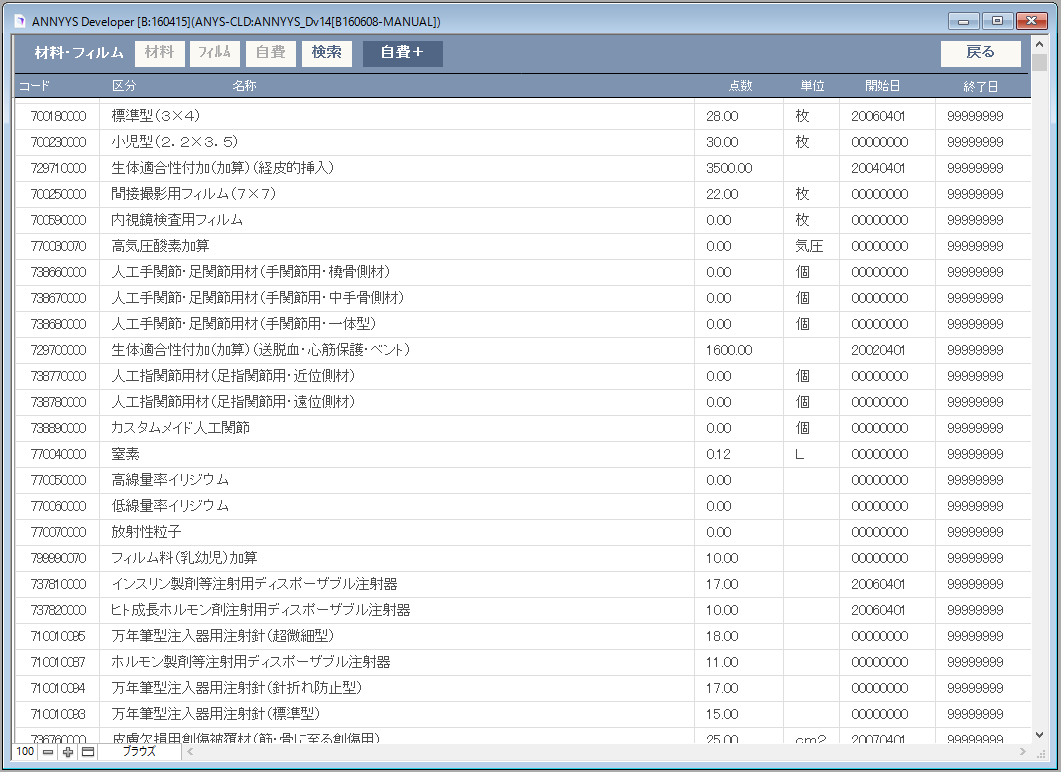 ANNYYS Developer [B:160415](ANYS-CLD:ANNYYS_Dv14[B160608-MANUAL])
材料・フィルム 材料 フィルム 自費 検索 自費＋ 戻る
コード 区分 名称 点数 単位 開始日 終了日
700180000 標準型（３×４） 28.00 枚 20060401 99999999
700230000 小児型（２．２×３．５） 30.00 枚 00000000 99999999
729710000 生体適合性付加（加算）（経皮的挿入） 3500.00 20040401 99999999
700250000 間接撮影用フィルム（７×７） 22.00 枚 00000000 99999999
700590000 内視鏡検査用フィルム 0.00 枚 00000000 99999999
770030070 高気圧酸素加算 0.00 気圧 00000000 99999999
738660000 人工手関節・足関節用材（手関節用・橈骨側材） 0.00 個 00000000 99999999
738670000 人工手関節・足関節用材（手関節用・中手骨側材） 0.00 個 00000000 99999999
738680000 人工手関節・足関節用材（手関節用・一体型） 0.00 個 00000000 99999999
729700000 生体適合性付加（加算）（送脱血・心筋保護・ベント） 1600.00 20020401 99999999
738770000 人工指関節用材（足指関節用・近位側材） 0.00 個 00000000 99999999
738780000 人工指関節用材（足指関節用・遠位側材） 0.00 個 00000000 99999999
738890000 カスタムメイド人工関節 0.00 個 00000000 99999999
770040000 窒素 0.12 L 00000000 99999999
770050000 高線量率イリジウム 0.00 00000000 99999999
770060000 低線量率イリジウム 0.00 00000000 99999999
770070000 放射性粒子 0.00 00000000 99999999
799990070 フィルム料（乳幼児）加算 10.00 00000000 99999999
737810000 インスリン製剤等注射用ディスポーザブル注射器 17.00 20060401 99999999
737820000 ヒト成長ホルモン剤注射用ディスポーザブル注射器 10.00 20060401 99999999
710010085 万年筆型注入器用注射針（超微細型） 18.00 00000000 99999999
710010087 ホルモン製剤等注射用ディスポーザブル注射器 11.00 00000000 99999999
710010094 万年筆型注入器用注射針（針折れ防止型） 17.00 00000000 99999999
710010093 万年筆型注入器用注射針（標準型） 15.00 00000000 99999999
736760000 皮膚欠損用創傷被覆材（筋・骨に至る創傷用） 25.00 cm2 20070401 99999999
100 ブラウズ